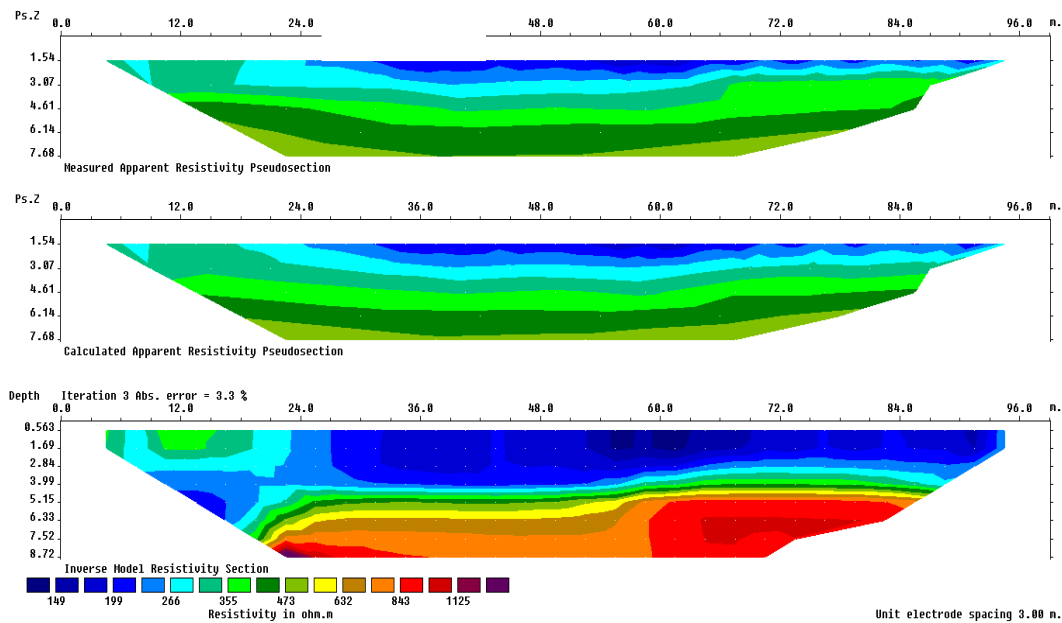 Ps.Z
0.0 12.0 48.0 60.0 72.0 84.0 96.0 m.
1.54
3.07
4.61
6.14
7.68
Measured Apparent Resistivity Pseudosection
Ps.Z
0.0 12.0 24.0 36.0 48.0 60.0 72.0 84.0 96.0 m.
1.54
3.07
4.61
6.14
7.68
Calculated Apparent Resistivity Pseudosection
Depth Iteration 3 Abs. error = 3.3 %
0.0 12.0 24.0 36.0 48.0 60.0 72.0 84.0 96.0 m.
0.563
1.69
2.84
3.99
5.15
6.33
7.52
8.72
Inverse Model Resistivity Section
149 199 266 355 473 632 843 1125
Resistivity in ohm.m
Unit electrode spacing 3.00 m.